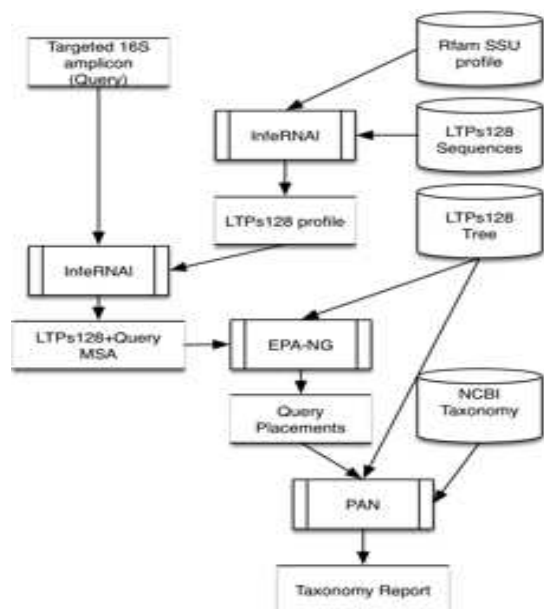 Targeted 16S
amplicon
(Query)
Rfam SSU
profile
InfeRNAl
LTPs128
Sequences
LTPs128 profile
LTPs128
Tree
InfeRNAl
LTPs128+Query
MSA
EPA-NG
Query
Placements
NCBI
Taxonomy
PAN
Taxonomy Report